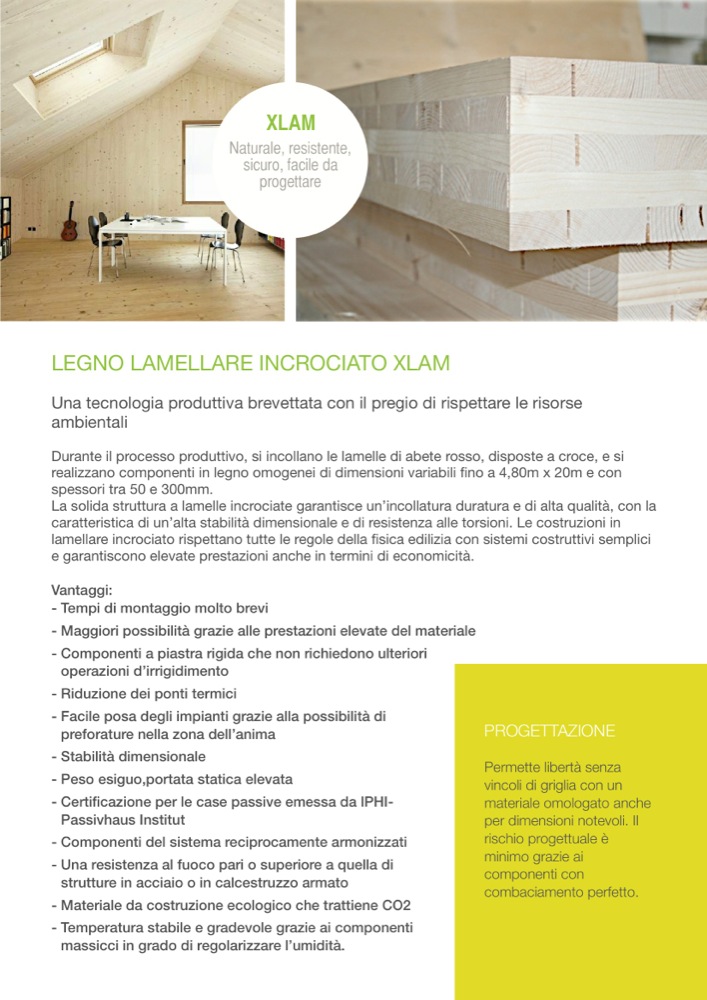 XLAM
Naturale, resistente,
sicuro, facile da
progettare
LEGNO LAMELLARE INCROCIATO XLAM
Una tecnologia produttiva brevettata con il pregio di rispettare le risorse
ambientali
Durante il processo produttivo, si incollano le lamelle di abete rosso, disposte a croce, e si
realizzano componenti in legno omogenei di dimensioni variabili fino a 4,80m x 20m e con
spessori tra 50 e 300mm.
La solida struttura a lamelle incrociate garantisce un'incollatura duratura e di alta qualità, con la
caratteristica di un'alta stabilità dimensionale e di resistenza alle torsioni. Le costruzioni in
lamellare incrociato rispettano tutte le regole della fisica edilizia con sistemi costruttivi semplici
e garantiscono elevate prestazioni anche in termini di economicità.
Vantaggi:
- Tempi di montaggio molto brevi
- Maggiori possibilità grazie alle prestazioni elevate del materiale
- Componenti a piastra rigida che non richiedono ulteriori
operazioni d'irrigidimento
- Riduzione dei ponti termici
- Facile posa degli impianti grazie alla possibilità di
preforature nella zona dell'anima
- Stabilità dimensionale
- Peso esiguo,portata statica elevata
- Certificazione per le case passive emessa da IPHI-
Passivhaus Institut
- Componenti del sistema reciprocamente armonizzati
- Una resistenza al fuoco pari o superiore a quella di
strutture in acciaio o in calcestruzzo armato
- Materiale da costruzione ecologico che trattiene CO2
- Temperatura stabile e gradevole grazie ai componenti
massicci in grado di regolarizzare l'umidità.
PROGETTAZIONE
Permette libertà senza
vincoli di griglia con un
materiale omologato anche
per dimensioni notevoli. Il
rischio progettuale è
minimo grazie ai
componenti con
combaciamento perfetto.